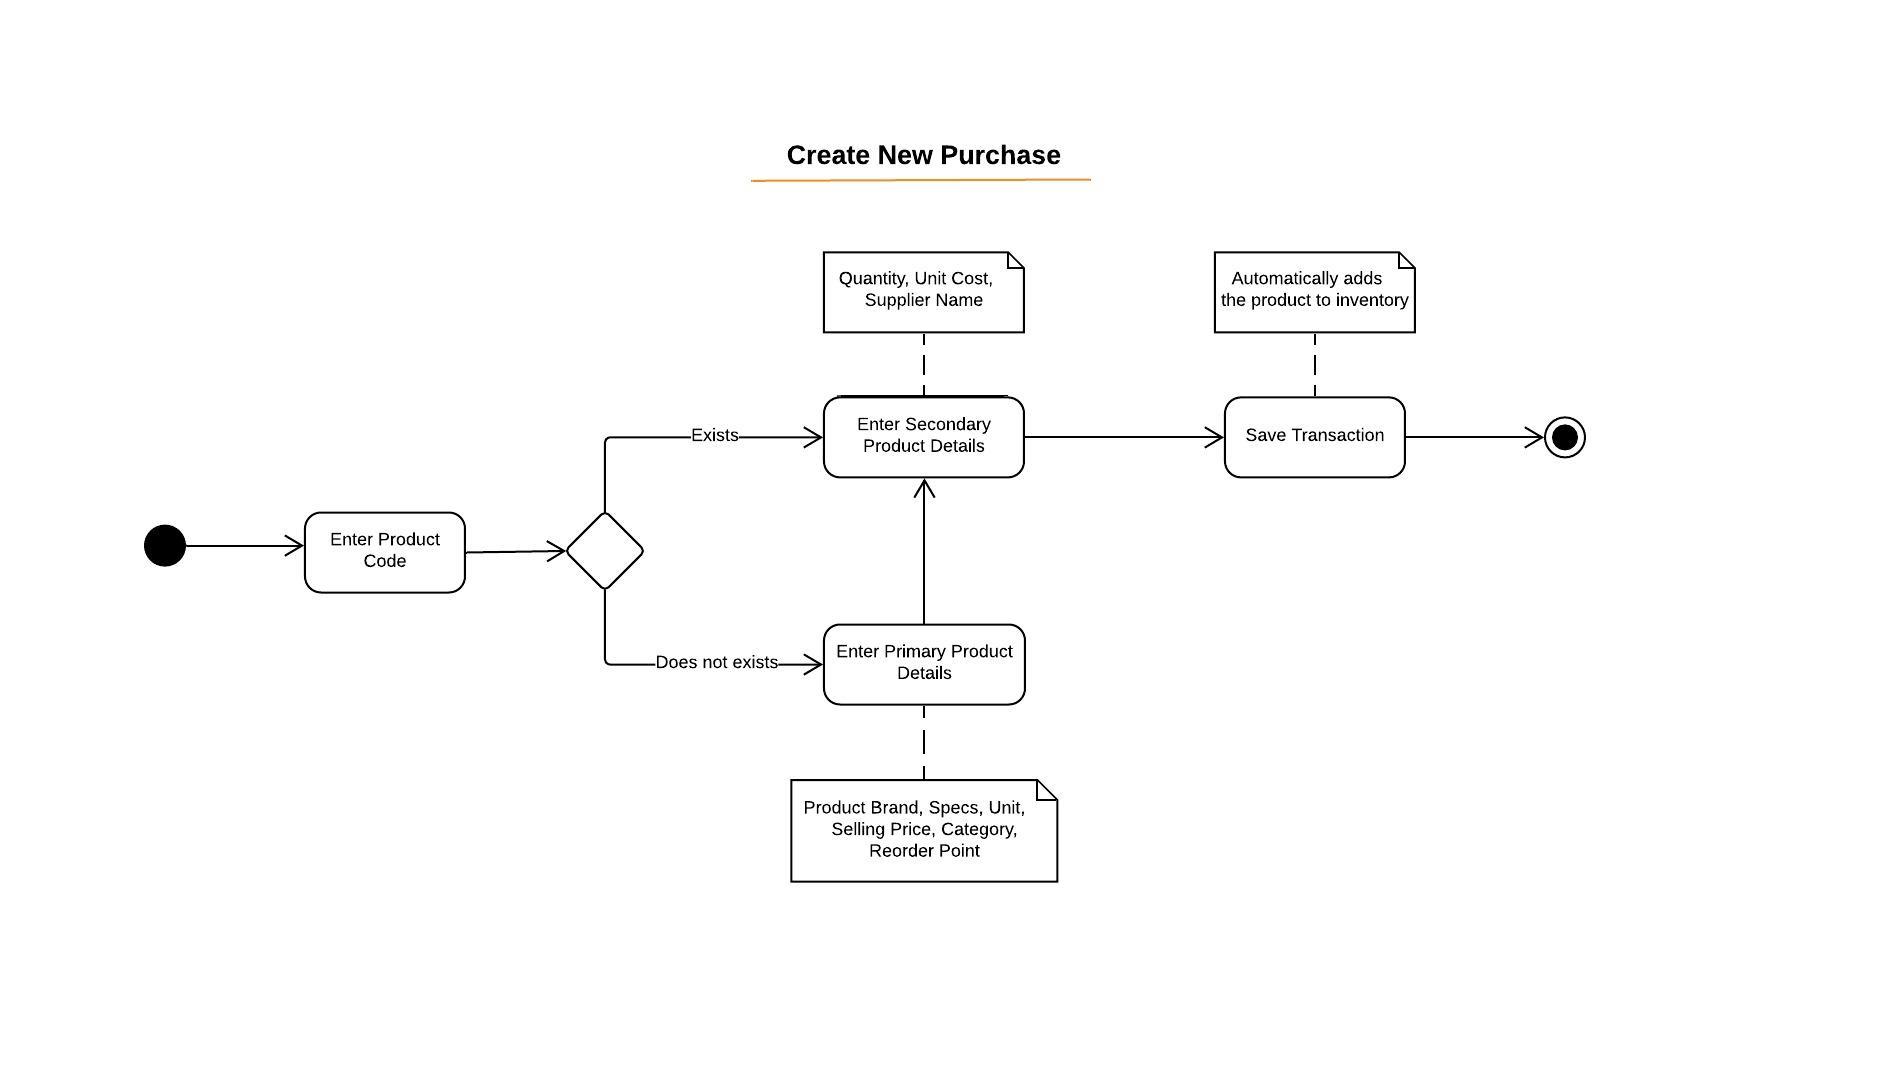 Create New Purchase
Quantity, Unit Cost,
Supplier Name
Automatically adds
the product to inventory
Exists
Enter Secondary
Product Details
Save Transaction
Enter Product
Code
Does not exists
Enter Primary Product
Details
Product Brand, Specs, Unit,
Selling Price, Category,
Reorder Point